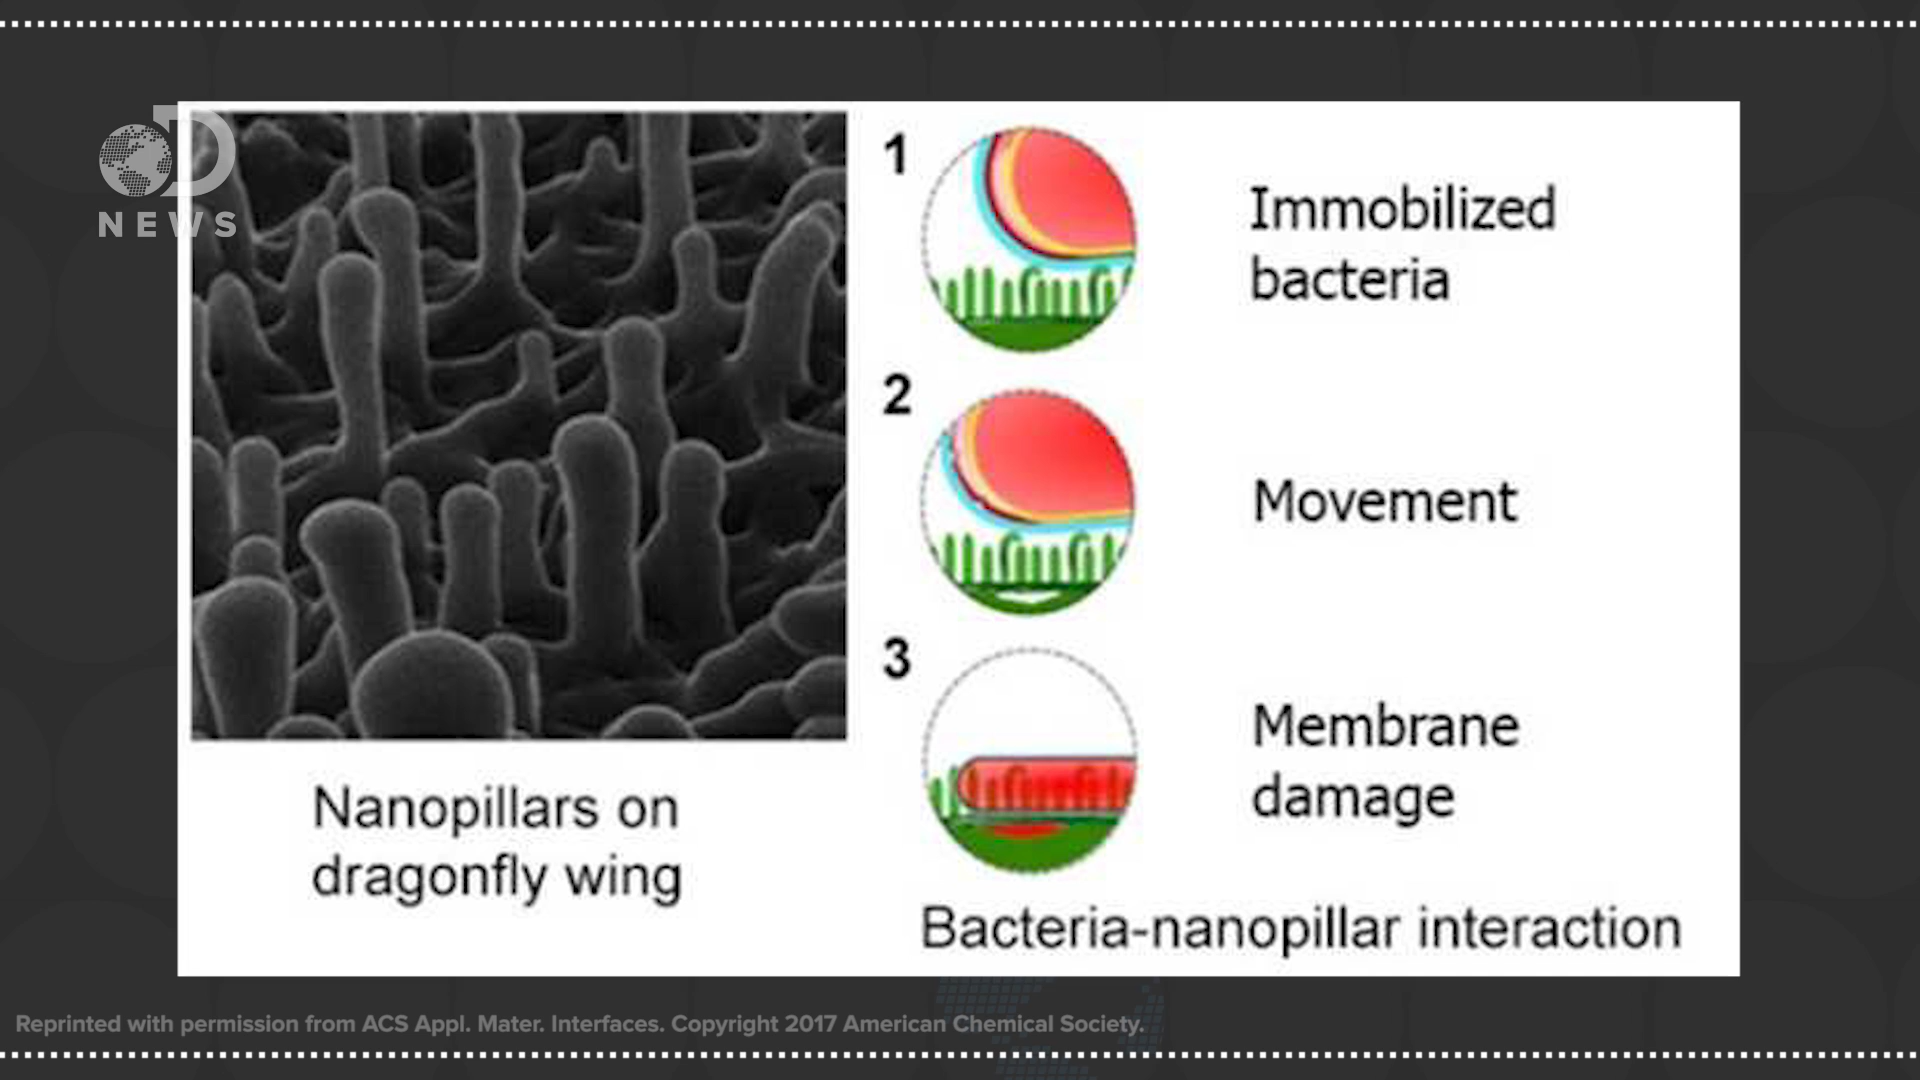 D
NEWS
Nanopillars on
dragonfly wing
1
Immobilized
bacteria
2
Movement
3
Membrane
damage
Bacteria-nanopillar interaction
Reprinted with permission from ACS Appl. Mater. Interfaces. Copyright 2017 American Chemical Society.